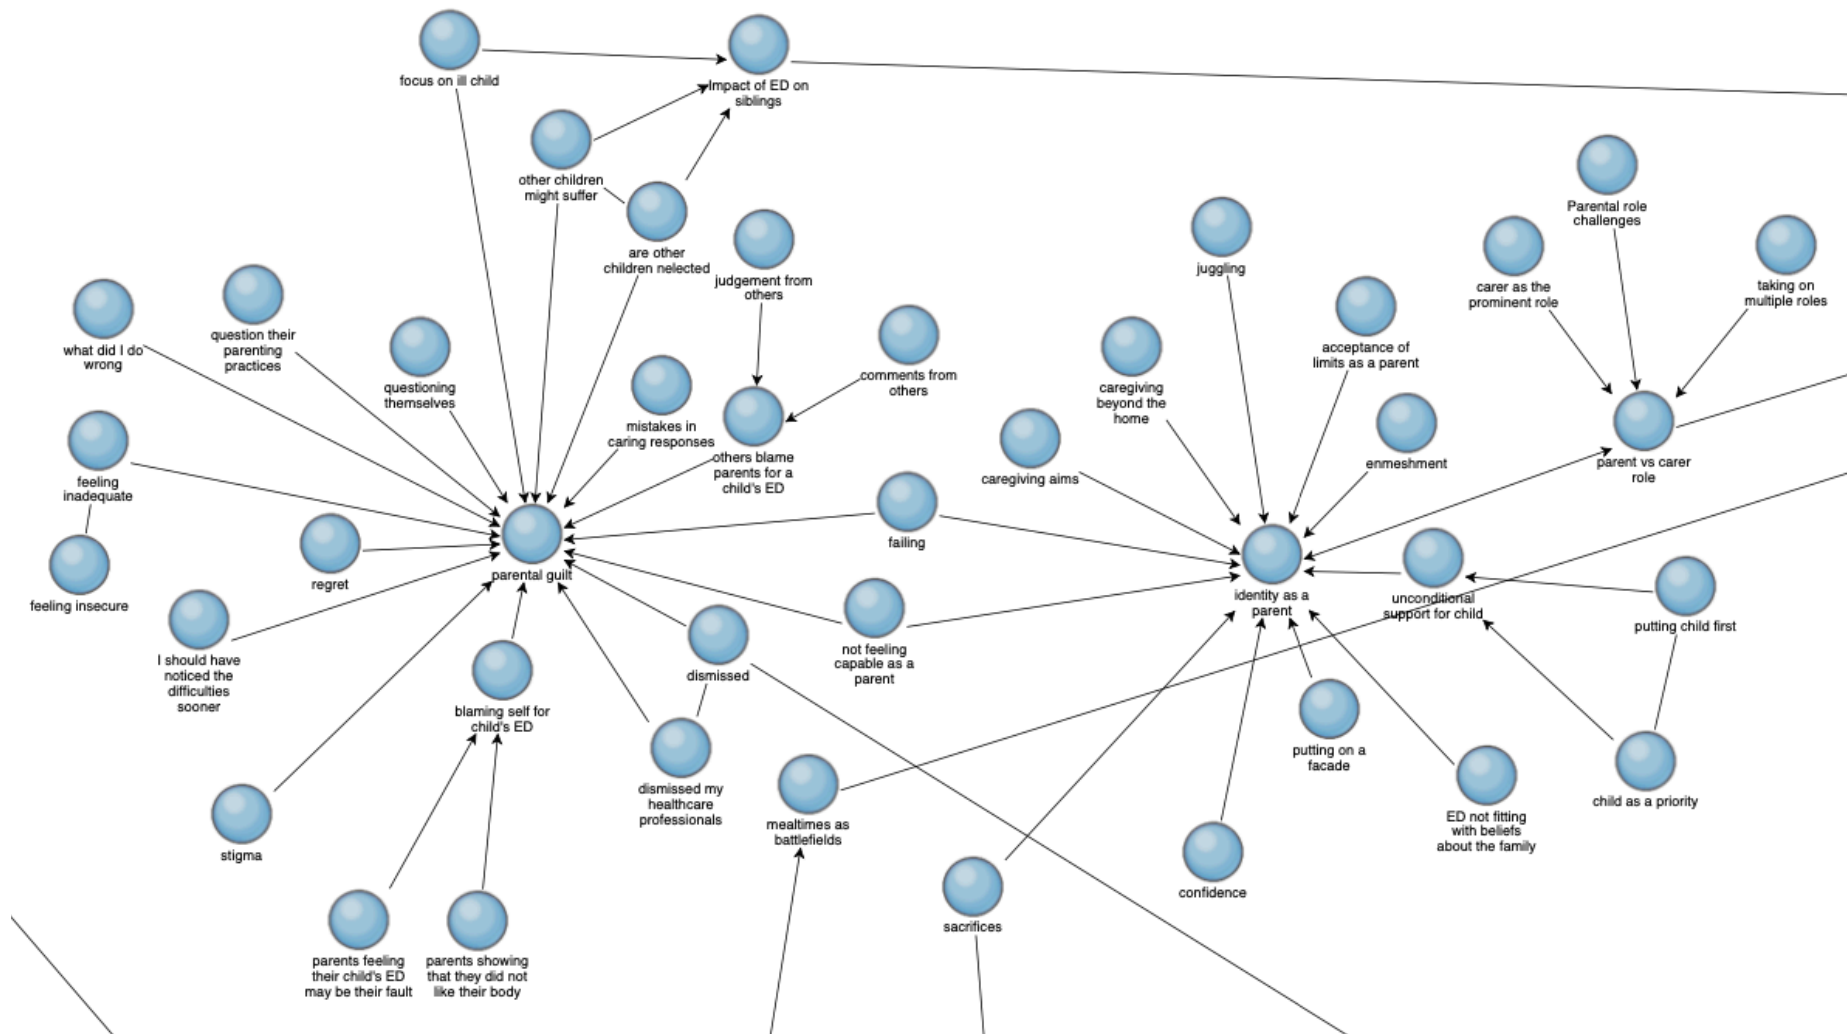 focus on ill child
Impact of ED on
siblings
other children
might suffer
are other
children nelected
judgement from
others
what did I do
wrong
question their
parenting
practices
questioning
themselves
mistakes in
caring responses
comments from
others
others blame
parents for a
child's ED
feeling
inadequate
feeling insecure
regret
parental guilt
failing
I should have
noticed the
difficulties
sooner
blaming self for
child's ED
dismissed
not feeling
capable as a
parent
dismissed my
healthcare
professionals
mealtimes as
battlefields
stigma
parents feeling
their child's ED
may be their fault
parents showing
that they did not
like their body
juggling
Parental role
challenges
carer as the
prominent role
taking on
multiple roles
acceptance of
limits as a parent
caregiving
beyond the
home
caregiving aims
enmeshment
parent vs carer
role
identity as a
parent
unconditional
support for child
putting child first
putting on a
facade
ED not fitting
with beliefs
about the family
child as a priority
confidence
sacrifices